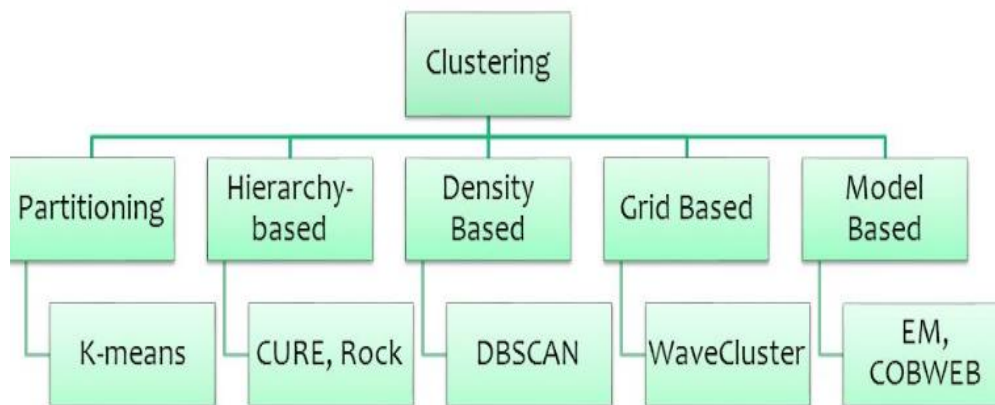 Clustering
Partitioning
Hierarchy-
based
Density
Based
Grid Based
Model
Based
K-means
CURE, Rock
DBSCAN
WaveCluster
EM,
COBWEB